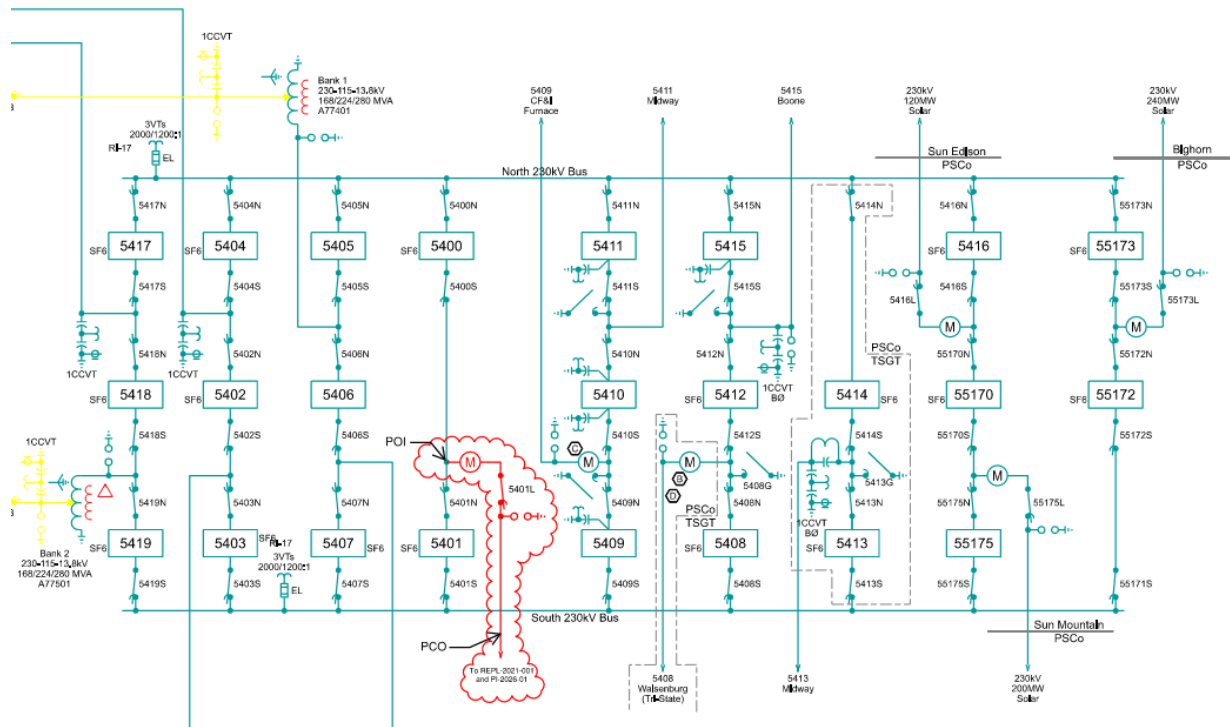 1CCVT
Bank 1
230-115-13.8kV
168/224/280 MVA
A77401
5409
CF&I
Furnace
5411
Midway
5415
Boone
230kV
120MW
Solar
230kV
240MW
Solar
3VTs
2000/1200:1
RI-17
EL
Sun Edison
PSCo
Bighorn
PSCo
North 230kV Bus
5417N
5404N
5405N
5400N
5411N
5415N
5414N
5416N
55173N
5417
5404
5405
5400
5411
5415
5416
55173
SF6
SF6
SF6
SF6
SF6
5417S
5404S
5405S
5400S
5411S
5415S
5416L
5416S
55173S
55173L
M
M
5418N
5402N
5406N
5410N
5412N
PSCo
TSGT
55170N
55172N
1CCVT
1CCVT
1CCVT
BØ
5418
5402
5406
5410
5412
5414
55170
55172
SF6
SF6
SF6
SF6
SF6
SF6
5418S
5402S
5406S
5410S
5412S
5414S
55170S
55172S
POI
M
C
M
M
B
D
M
1CCVT
5419N
5403N
5407N
5401N
5401L
5409N
5408G
5408N
5413G
5413N
55175N
55175L
PSCo
TSGT
1CCVT
BØ
5419
5403
5407
5401
5409
5408
5413
55175
SF6
SF6
SF6
SF6
SF6
SF6
SF6
RI-17
3VTs
2000/1200:1
EL
Bank 2
230-115-13.8kV
168/224/280 MVA
A77501
5419S
5403S
5407S
5401S
5409S
5408S
5413S
55175S
55171S
South 230kV Bus
PCO
To REPL-2021-001
and PI-2026-01
Sun Mountain
PSCo
5408
Walsenburg
(Tri-State)
5413
Midway
230kV
200MW
Solar